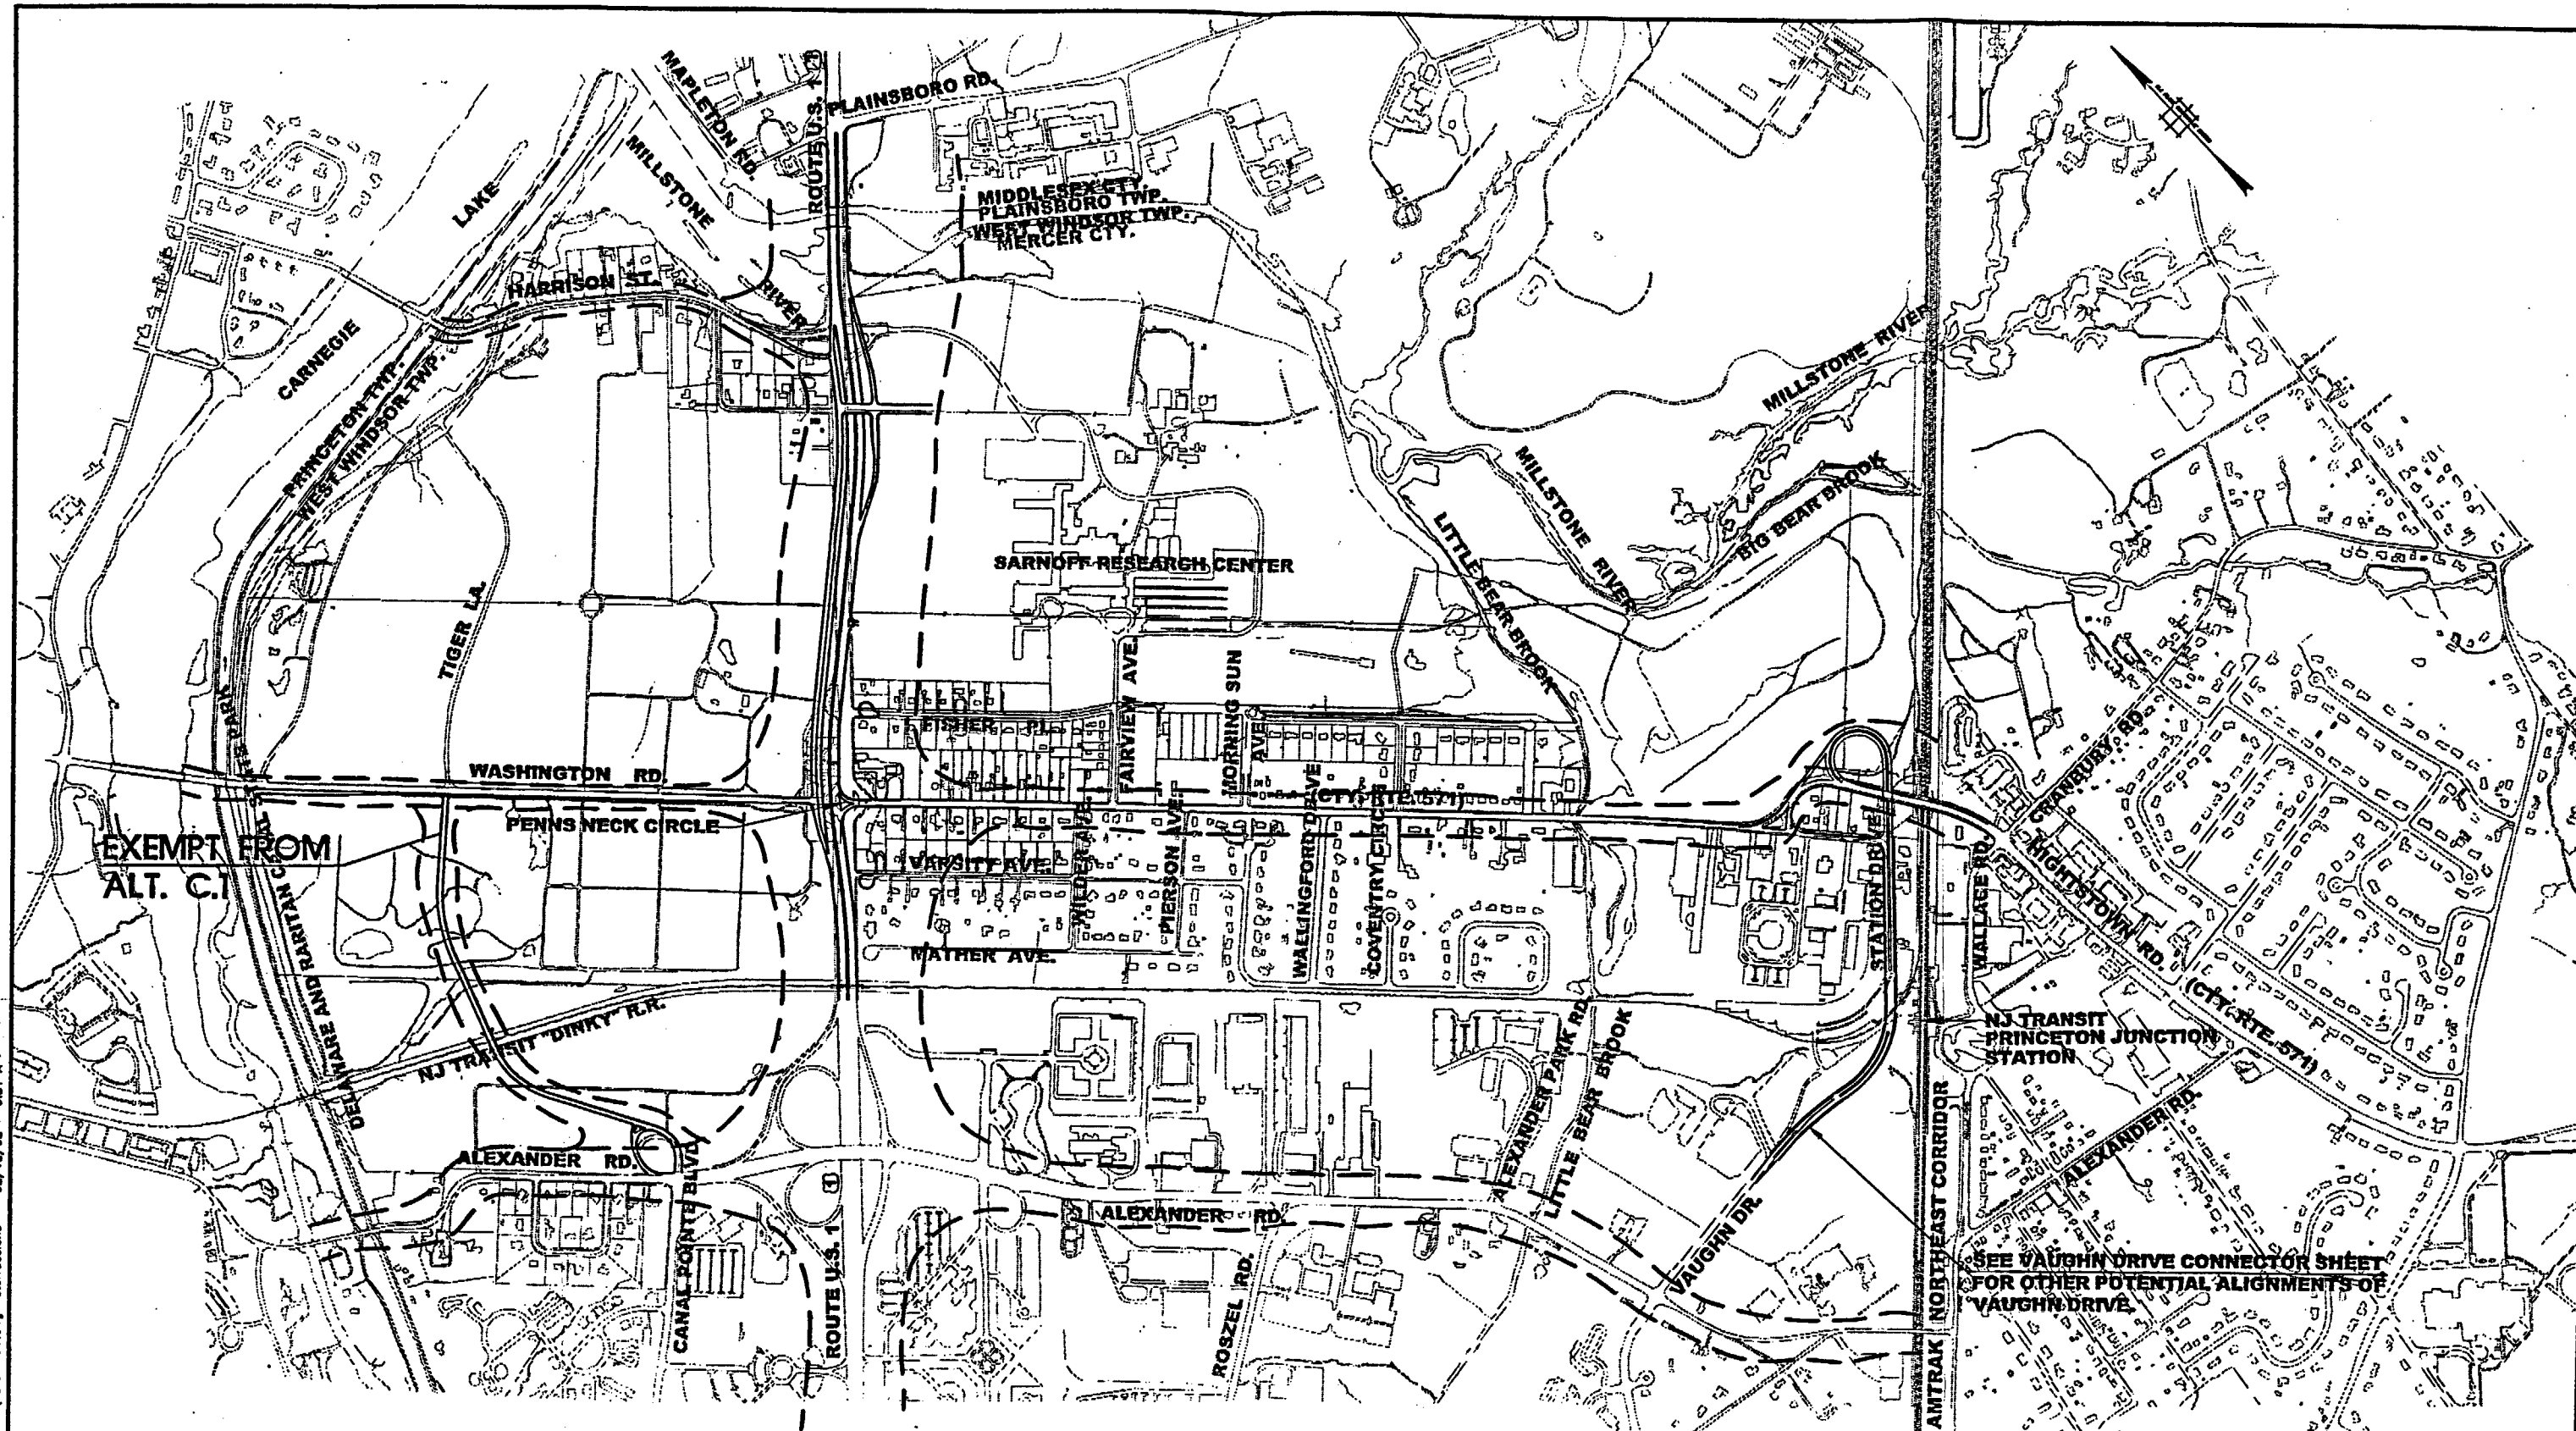 MAPLETON RD.
ROUTE U.S. 1
PLAINSBORO RD.
MILLSTONE
RIVER
LAKE
CARNEGIE
MIDDLESEX CTY.
PLAINSBORO TWP.
WEST WINDSOR TWP.
MERCER CTY.
HARRISON ST.
PRINCETON TWP.
WEST WINDSOR TWP.
MILLSTONE RIVER
MILLSTONE RIVER
BIG BEAR BROOK
LITTLE BEAR BROOK
SARNOFF RESEARCH CENTER
TIGER LA.
FAIRVIEW AVE.
MORNING SUN
AVE.
FISHER PL.
WASHINGTON RD.
(CTY. RTE. 571)
PENNS NECK CIRCLE
EXEMPT FROM
ALT. C.1
DELAWARE AND RARITAN CANAL STATE PARK
VARSITY AVE.
WILDER AVE.
PIERSON AVE.
WALLINGFORD DRIVE
COVENTRY CIRCLE
MATHER AVE.
STATION DRIVE
WALLACE RD.
CRANBURY RD.
HIGHTSTOWN RD.
(CTY. RTE. 571)
NJ TRANSIT "DINKY" R.R.
NJ TRANSIT
PRINCETON JUNCTION
STATION
ALEXANDER RD.
ALEXANDER RD.
CANAL POINTE BLVD.
ROUTE U.S. 1
1
ALEXANDER RD.
ROSZEL RD.
ALEXANDER PARK RD.
LITTLE BEAR BROOK
VAUGHN DR.
AMTRAK NORTHEAST CORRIDOR
SEE VAUGHN DRIVE CONNECTOR SHEET
FOR OTHER POTENTIAL ALIGNMENTS OF
VAUGHN DRIVE.